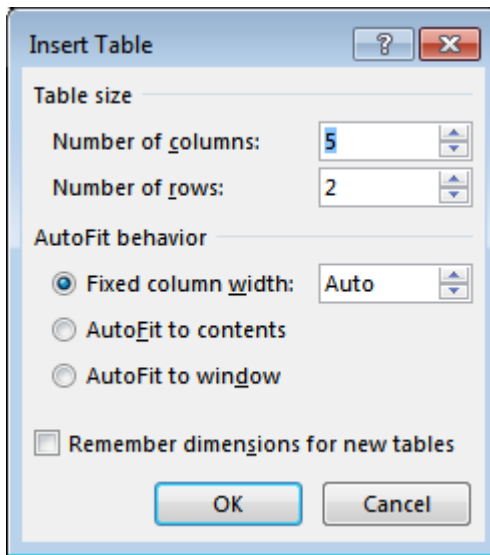 Insert Table
?
Table size
Number of columns: 5
Number of rows: 2
AutoFit behavior
Fixed column width: Auto
AutoFit to contents
AutoFit to window
Remember dimensions for new tables
OK Cancel